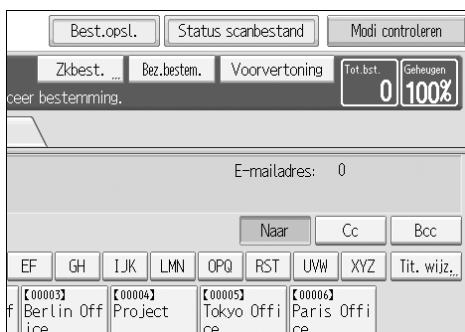 Best.opsl. Status scanbestand Modi controleren
Zkbest. ... Bez.bestem. Voorvertoning Tot.bst. Geheugen
ceer bestemming. 0 100%
E-mailadres: 0
Naar Cc Bcc
EF GH IJK LMN OPQ RST UVW XYZ Tit. wijz...
【00003】 【00004】 【00005】 【00006】
f Berlin Off Project Tokyo Offi Paris Offi
ice ce ce